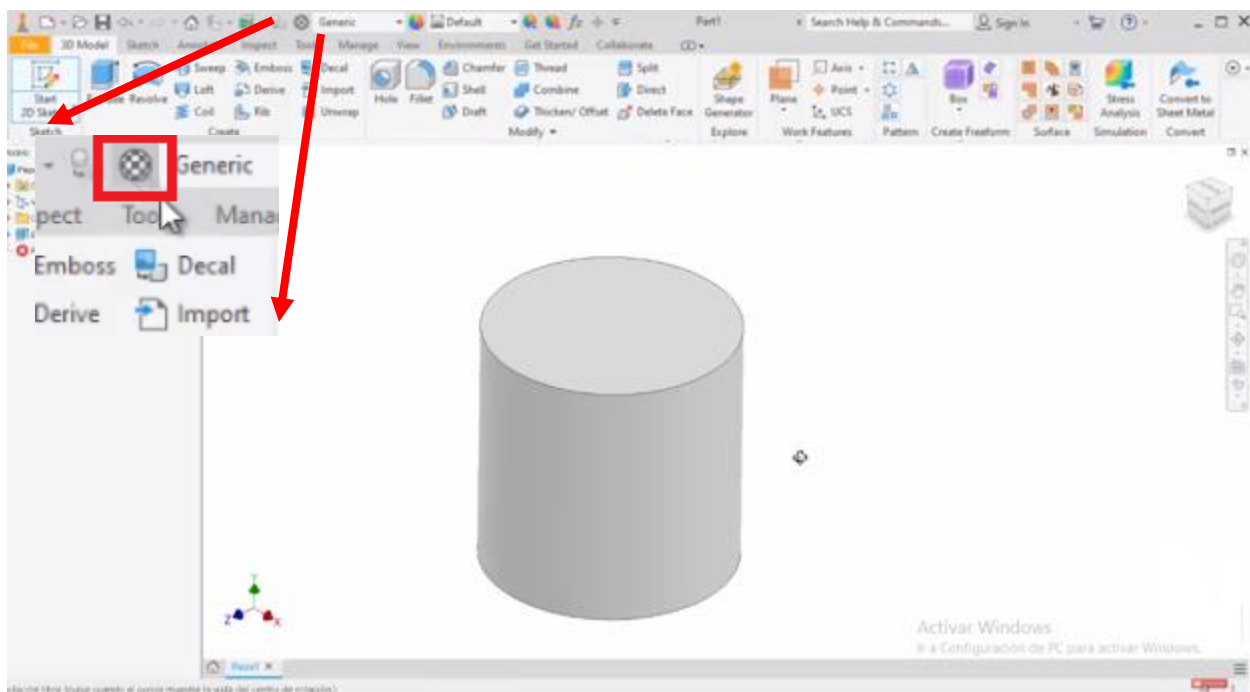 Generic Default Part1 Search Help & Commands... Sign In
File 3D Model Sketch Inspect Tools Manage View Environments Get Started Collaborate
Sweep Emboss Decal Chamfer Thread Split Axis
Start Revolve Loft Derive Import Hole Fillet Shell Combine Direct Shape Plane Point Box Stress Convert to
2D Sketch Coil Rib Unwrap Draft Thicken/ Offset Delete Face Generator UCS Analysis Sheet Metal
Sketch Create Modify Explore Work Features Pattern Create Freeform Surface Simulation Convert
Generic
pect Tool Mana
Emboss Decal
Derive Import
Y
Z X
Activar Windows
Ir a Configuración de PC para activar Windows.
Part1